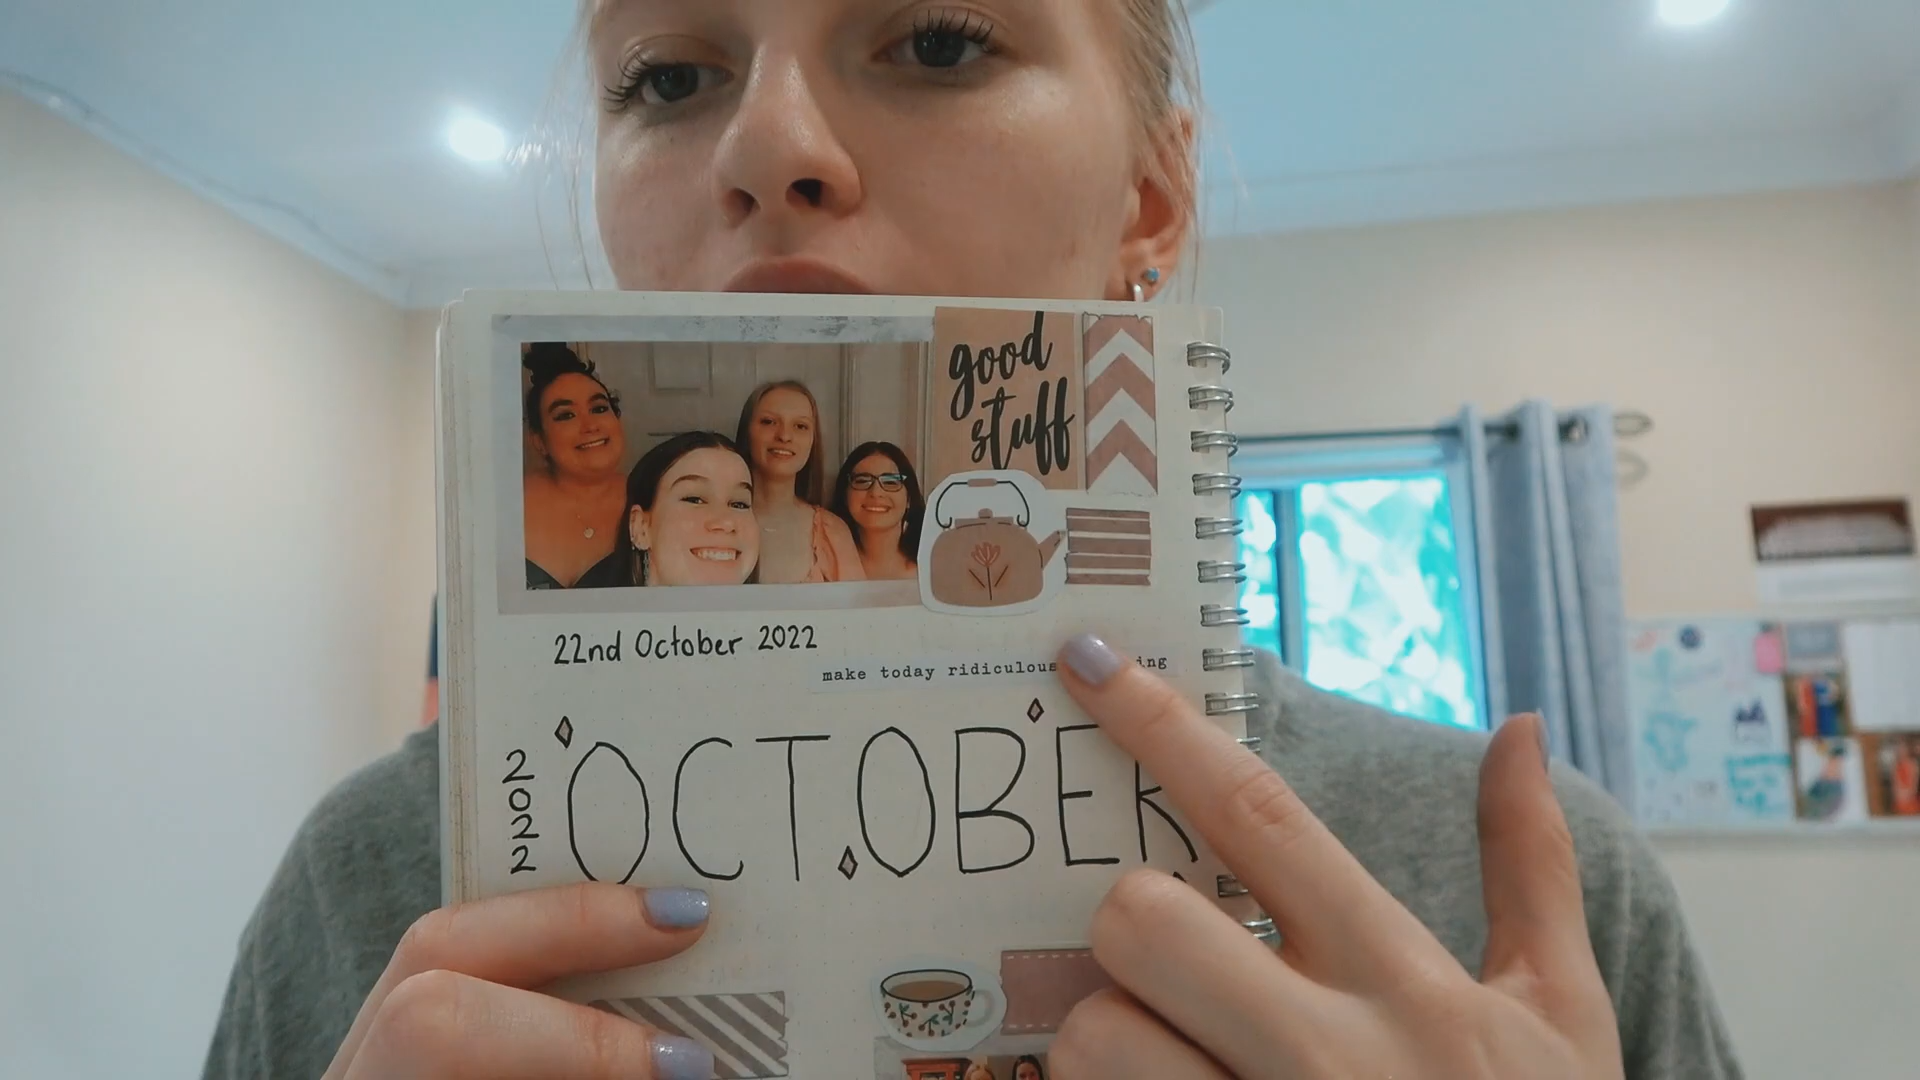 good
stuff
22nd October 2022
make today ridiculous
2022
OCTOBER